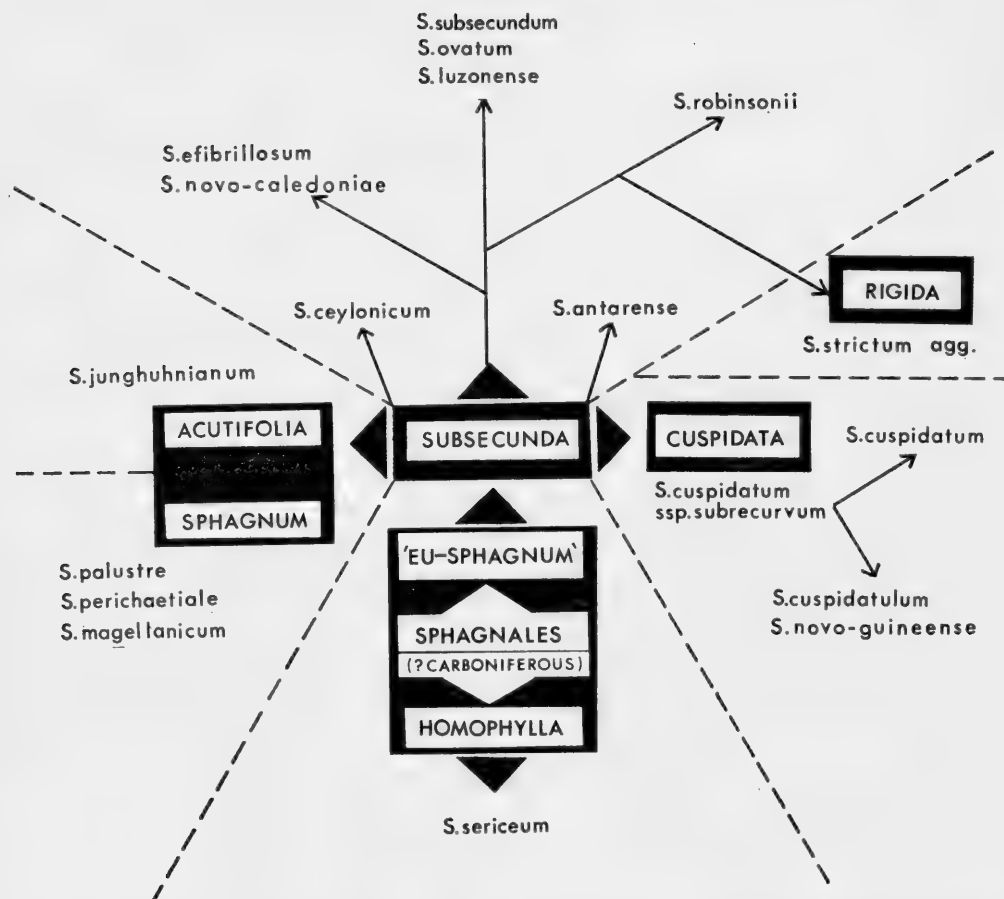 S.subsecundum
S.ovatum
S.luzonense
S.robinsonii
S.efibrillosum
S.novo-caledoniae
RIGIDA
S.strictum agg.
S.ceylonicum
S.antarense
S.junghuhnianum
ACUTIFOLIA
SPHAGNUM
SUBSECUNDA
CUSPIDATA
S.cuspidatum
S.cuspidatum
ssp.subrecurvum
S.palustre
S.perichaetiale
S.magellanicum
'EU-SPHAGNUM'
SPHAGNALES
(?CARBONIFEROUS)
HOMOPHYLLA
S.cuspidatulum
S.novo-guineense
S.sericeum